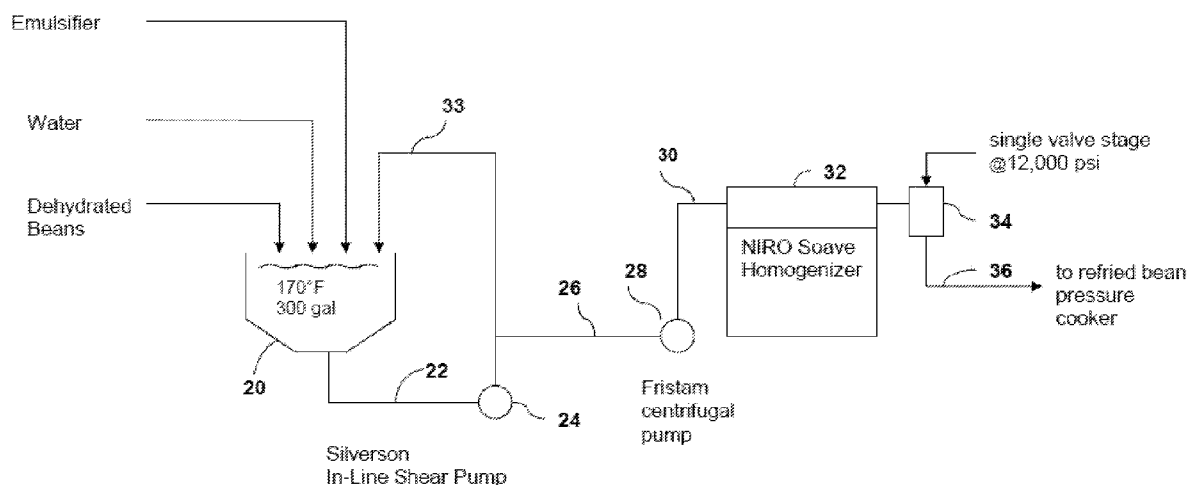 Emulsifier
Water
33
single valve stage
@12,000 psi
30
32
Dehydrated
Beans
34
NIRO Soave
Homogenizer
170°F
300 gal
26
28
36
to refried bean
pressure
cooker
20
22
24
Fristam
centrifugal
pump
Silverson
In-Line Shear Pump